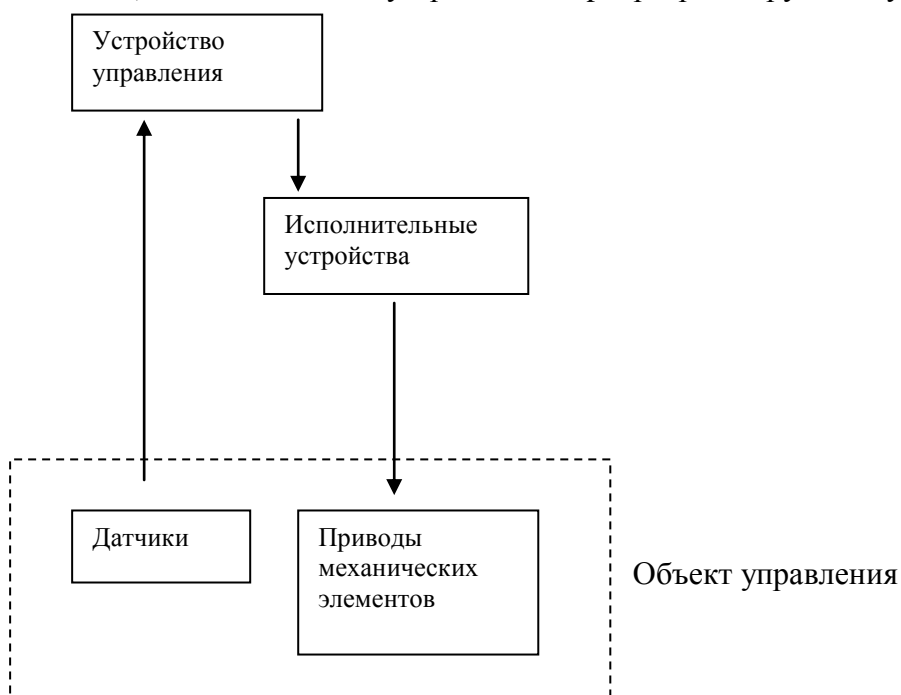 Устройство
управления
Исполнительные
устройства
Датчики
Приводы
механических
элементов
Объект управления